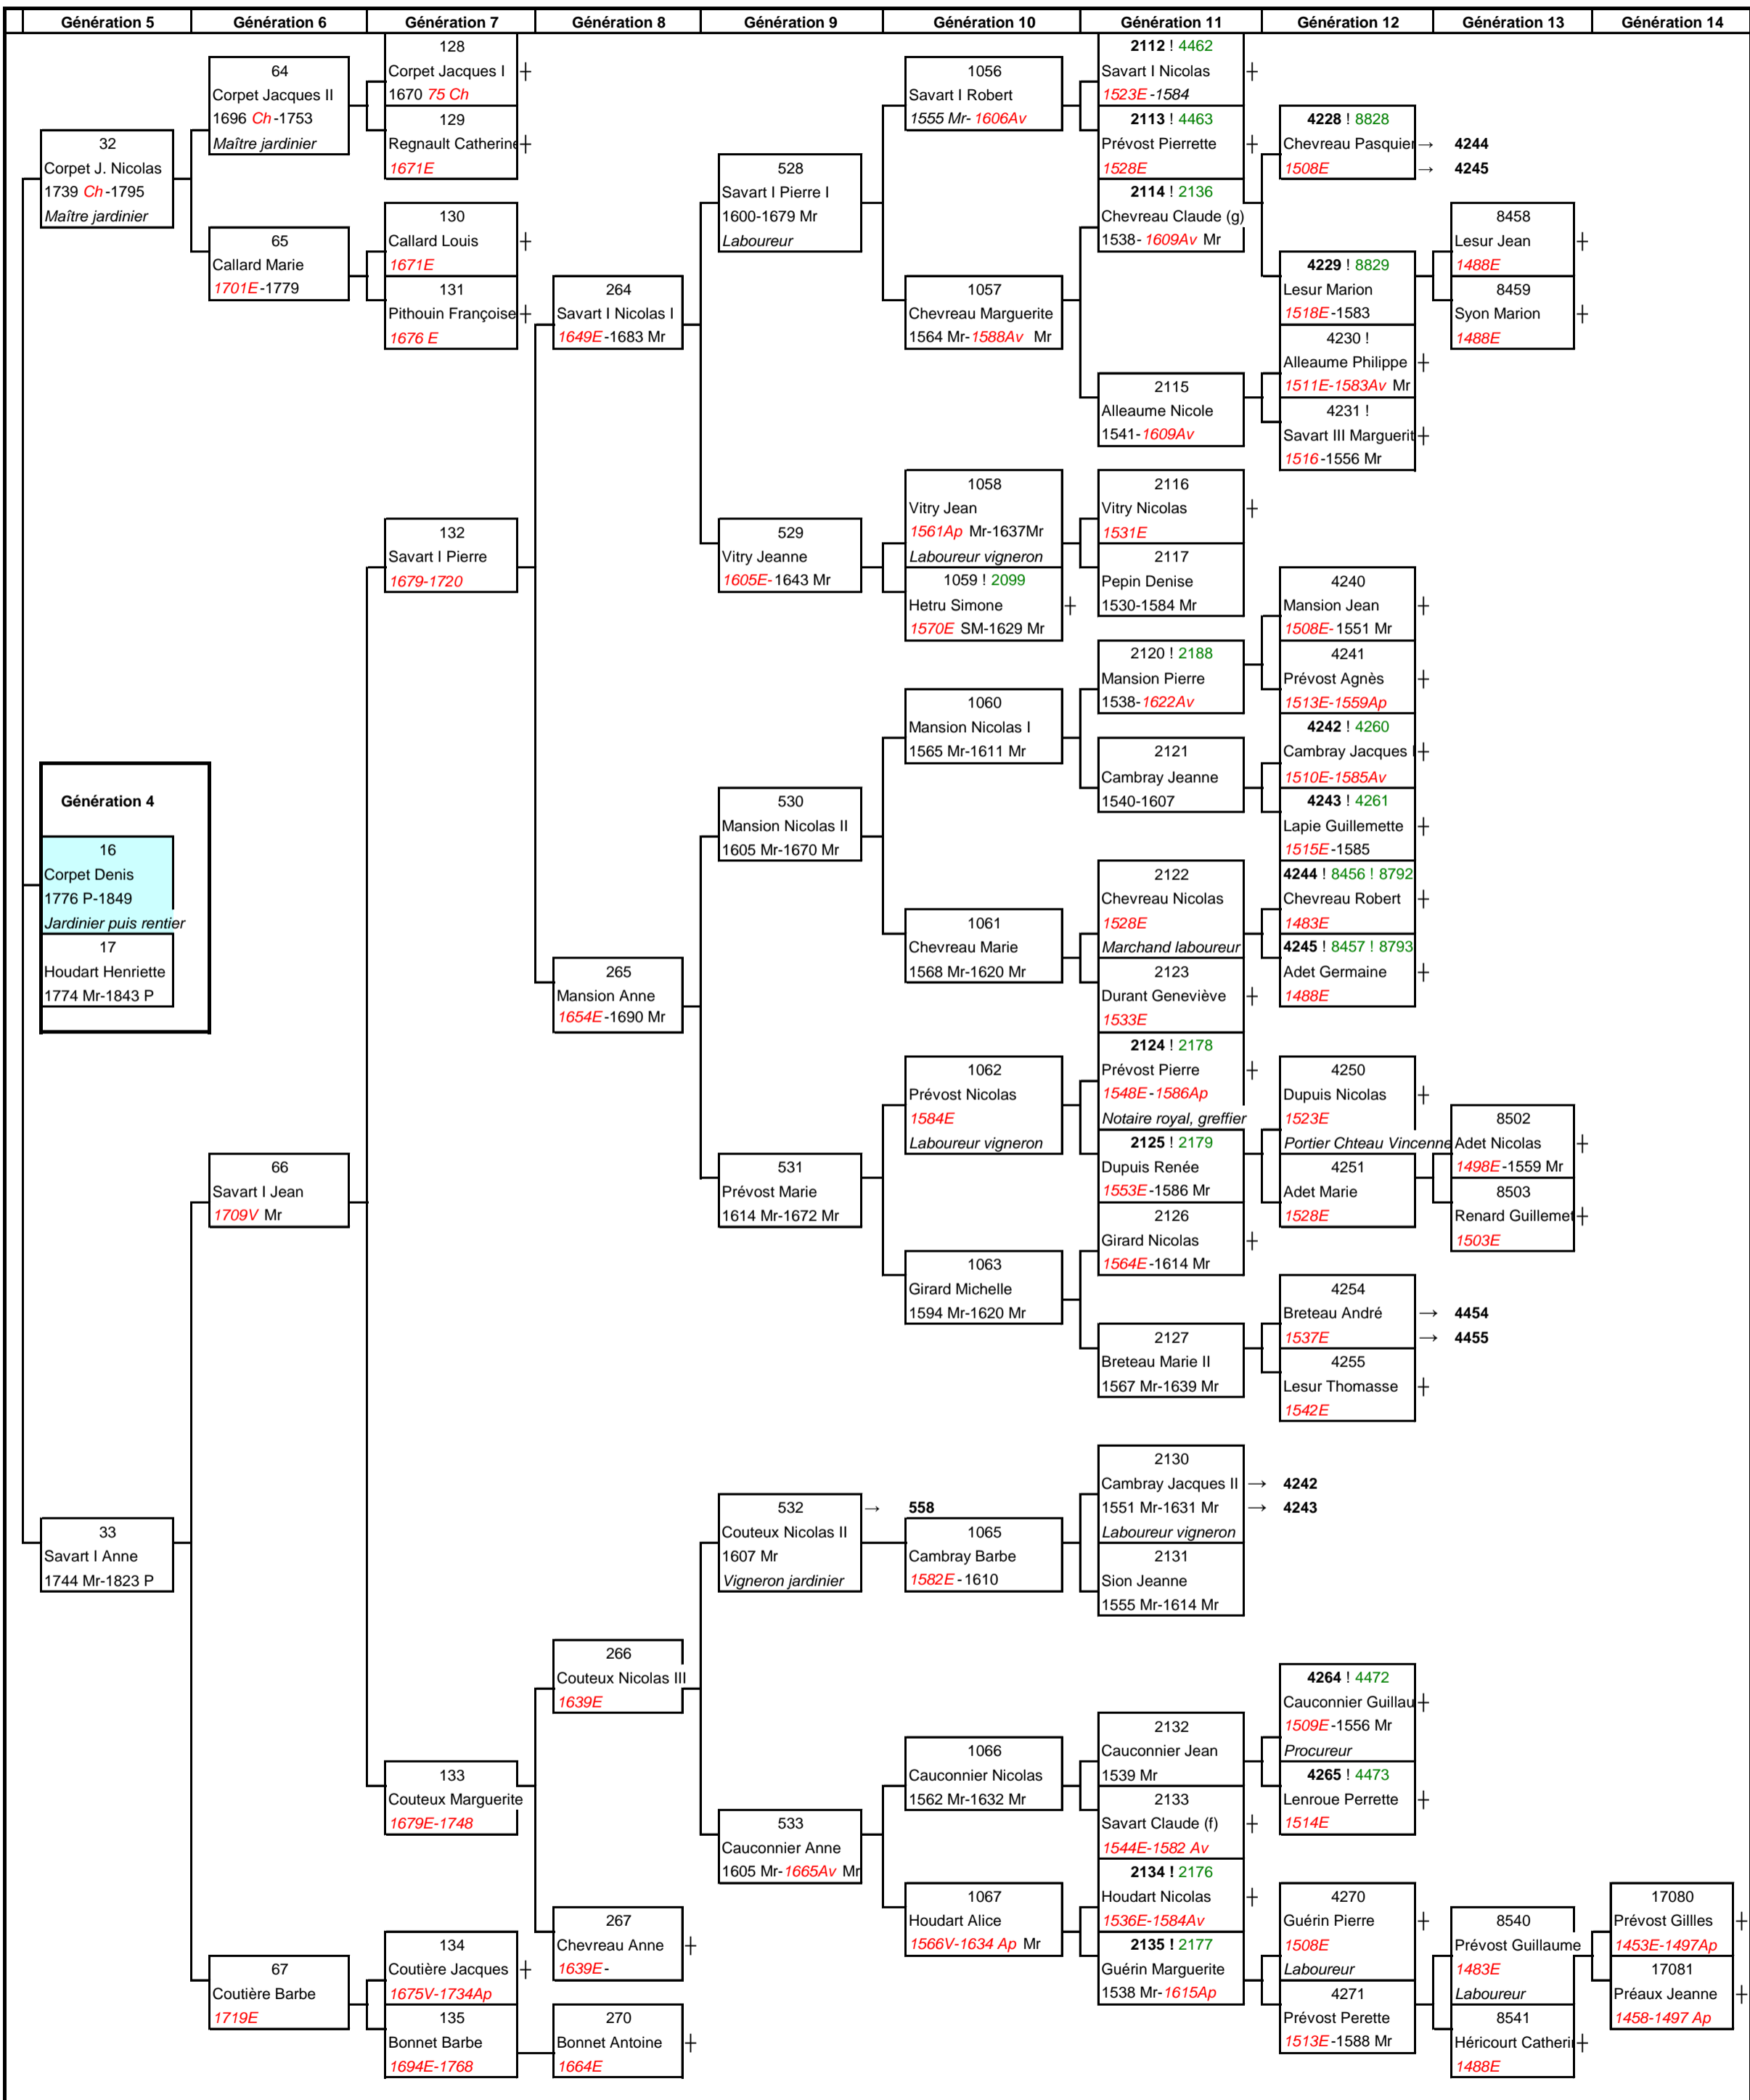 Génération 5 Génération 6 Génération 7 Génération 8 Génération 9 Génération 10 Génération 11 Génération 12 Génération 13 Génération 14
32
Corpet J. Nicolas
1739 Ch -1795
Maître jardinier
33
Savart I Anne
1744 Mr-1823 P
Génération 4
16
Corpet Denis
1776 P-1849
Jardinier puis rentier
17
Houdart Henriette
1774 Mr-1843 P
64
Corpet Jacques II
1696 Ch -1753
Maître jardinier
65
Callard Marie
1701E -1779
66
Savart I Jean
1709V Mr
67
Coutière Barbe
1719E
128
Corpet Jacques I ┼
1670 75 Ch
129
Regnault Catherine ┼
1671E
130
Callard Louis ┼
1671E
131
Pithouin Françoise ┼
1676 E
132
Savart I Pierre
1679-1720
133
Couteux Marguerite
1679E-1748
134
Coutière Jacques ┼
1675V-1734Ap
135
Bonnet Barbe
1694E-1768
264
Savart I Nicolas I
1649E -1683 Mr
265
Mansion Anne
1654E -1690 Mr
266
Couteux Nicolas III
1639E
267
Chevreau Anne ┼
1639E -
270
Bonnet Antoine ┼
1664E
528
Savart I Pierre I
1600-1679 Mr
Laboureur
529
Vitry Jeanne
1605E- 1643 Mr
530
Mansion Nicolas II
1605 Mr-1670 Mr
531
Prévost Marie
1614 Mr-1672 Mr
532 → 558
Couteux Nicolas II
1607 Mr
Vigneron jardinier
533
Cauconnier Anne
1605 Mr- 1665Av Mr
1056
Savart I Robert
1555 Mr- 1606Av
1057
Chevreau Marguerite
1564 Mr- 1588Av Mr
1058
Vitry Jean
1561Ap Mr-1637Mr
Laboureur vigneron
1059 ! 2099
Hetru Simone ┼
1570E SM-1629 Mr
1060
Mansion Nicolas I
1565 Mr-1611 Mr
1061
Chevreau Marie
1568 Mr-1620 Mr
1062
Prévost Nicolas
1584E
Laboureur vigneron
1063
Girard Michelle
1594 Mr-1620 Mr
1065
Cambray Barbe
1582E - 1610
1066
Cauconnier Nicolas
1562 Mr-1632 Mr
1067
Houdart Alice
1566V-1634 Ap Mr
2112 ! 4462
Savart I Nicolas ┼
1523E -1584
2113 ! 4463
Prévost Pierrette ┼
1528E
2114 ! 2136
Chevreau Claude (g)
1538- 1609Av Mr
2115
Alleaume Nicole
1541- 1609Av
2116
Vitry Nicolas ┼
1531E
2117
Pepin Denise
1530-1584 Mr
2120 ! 2188
Mansion Pierre
1538- 1622Av
2121
Cambray Jeanne
1540-1607
2122
Chevreau Nicolas
1528E
Marchand laboureur
2123
Durant Geneviève ┼
1533E
2124 ! 2178
Prévost Pierre ┼
1548E - 1586Ap
Notaire royal, greffier
2125 ! 2179
Dupuis Renée
1553E -1586 Mr
2126
Girard Nicolas ┼
1564E -1614 Mr
2127
Breteau Marie II
1567 Mr-1639 Mr
2130
Cambray Jacques II → 4242
1551 Mr-1631 Mr → 4243
Laboureur vigneron
2131
Sion Jeanne
1555 Mr-1614 Mr
2132
Cauconnier Jean
1539 Mr
2133
Savart Claude (f) ┼
1544E-1582 Av
2134 ! 2176
Houdart Nicolas ┼
1536E-1584Av
2135 ! 2177
Guérin Marguerite
1538 Mr- 1615Ap
4228 ! 8828
Chevreau Pasquier → 4244
1508E → 4245
4229 ! 8829
Lesur Marion
1518E -1583
4230 !
Alleaume Philippe ┼
1511E-1583Av Mr
4231 !
Savart III Marguerit ┼
1516 -1556 Mr
4240
Mansion Jean ┼
1508E- 1551 Mr
4241
Prévost Agnès ┼
1513E-1559Ap
4242 ! 4260
Cambray Jacques ┼
1510E-1585Av
4243 ! 4261
Lapie Guillemette ┼
1515E -1585
4244 ! 8456 ! 8792
Chevreau Robert ┼
1483E
4245 ! 8457 ! 8793
Adet Germaine ┼
1488E
4250
Dupuis Nicolas ┼
1523E
Portier Chteau Vincenne
4251
Adet Marie
1528E
4254
Breteau André → 4454
1537E → 4455
4255
Lesur Thomasse ┼
1542E
4264 ! 4472
Cauconnier Guillau ┼
1509E -1556 Mr
Procureur
4265 ! 4473
Lenroue Perrette ┼
1514E
4270
Guérin Pierre ┼
1508E
Laboureur
4271
Prévost Perette
1513E -1588 Mr
8458
Lesur Jean ┼
1488E
8459
Syon Marion ┼
1488E
8502
Adet Nicolas ┼
1498E -1559 Mr
8503
Renard Guillemet ┼
1503E
8540
Prévost Guillaume
1483E
Laboureur
8541
Héricourt Catheri ┼
1488E
17080
Prévost Gillles ┼
1453E-1497Ap
17081
Préaux Jeanne ┼
1458-1497 Ap